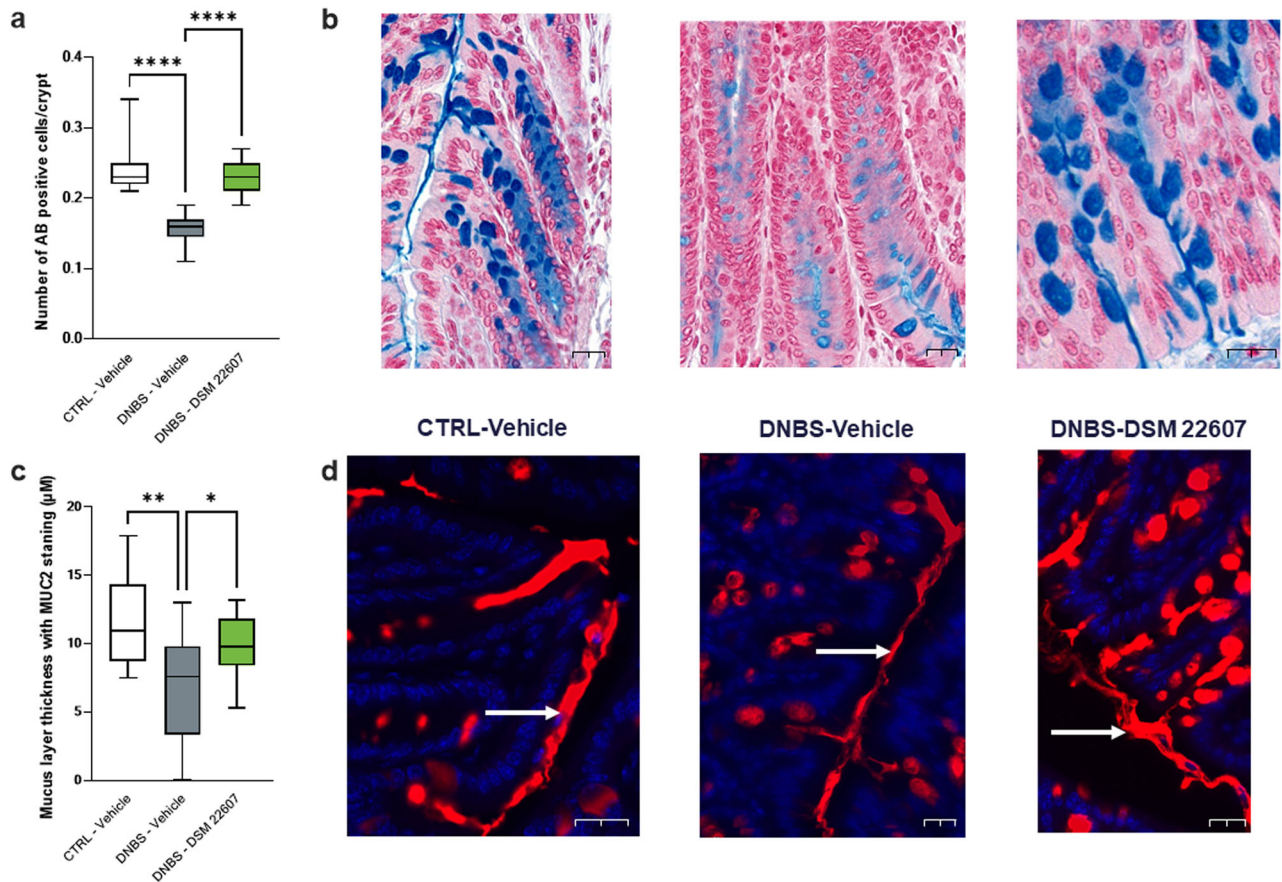 a
b
****
****
0.4
0.3
0.2
0.1
0.0
Number of AB positive cells/crypt
CTRL - Vehicle
DNBS - Vehicle
DNBS - DSM 22607
CTRL-Vehicle
DNBS-Vehicle
DNBS-DSM 22607
c
d
**
*
20
15
10
5
0
Mucus layer thickness with MUC2 staning (µM)
CTRL - Vehicle
DNBS - Vehicle
DNBS - DSM 22607